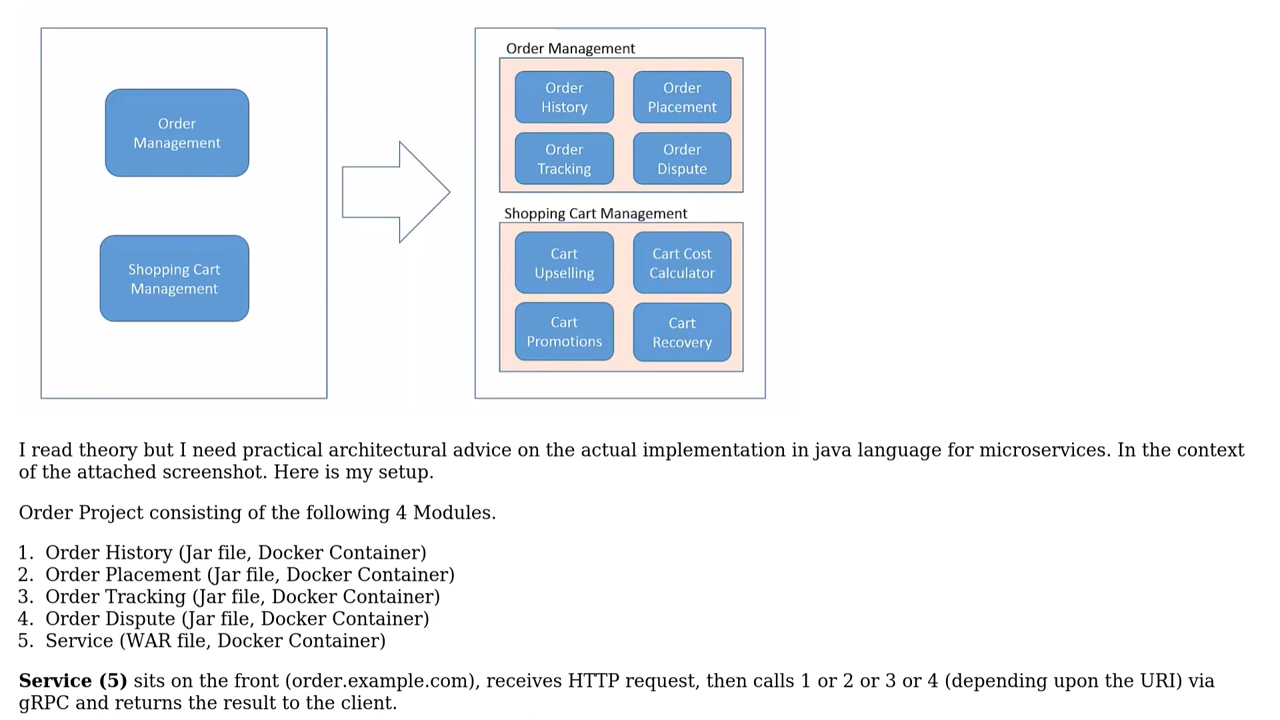 Order
Management
Shopping Cart
Management
Order Management
Order
History
Order
Placement
Order
Tracking
Order
Dispute
Shopping Cart Management
Cart
Upselling
Cart Cost
Calculator
Cart
Promotions
Cart
Recovery
I read theory but I need practical architectural advice on the actual implementation in java language for microservices. In the context
of the attached screenshot. Here is my setup.
Order Project consisting of the following 4 Modules.
1. Order History (Jar file, Docker Container)
2. Order Placement (Jar file, Docker Container)
3. Order Tracking (Jar file, Docker Container)
4. Order Dispute (Jar file, Docker Container)
5. Service (WAR file, Docker Container)
Service (5) sits on the front (order.example.com), receives HTTP request, then calls 1 or 2 or 3 or 4 (depending upon the URI) via
gRPC and returns the result to the client.